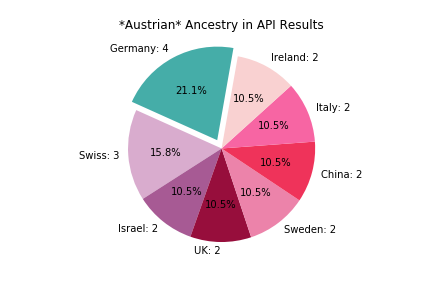 *Austrian* Ancestry in API Results
Germany: 4
Ireland: 2
21.1%
10.5%
Italy: 2
10.5%
Swiss: 3
15.8%
10.5%
China: 2
10.5%
10.5%
10.5%
Israel: 2
Sweden: 2
UK: 2